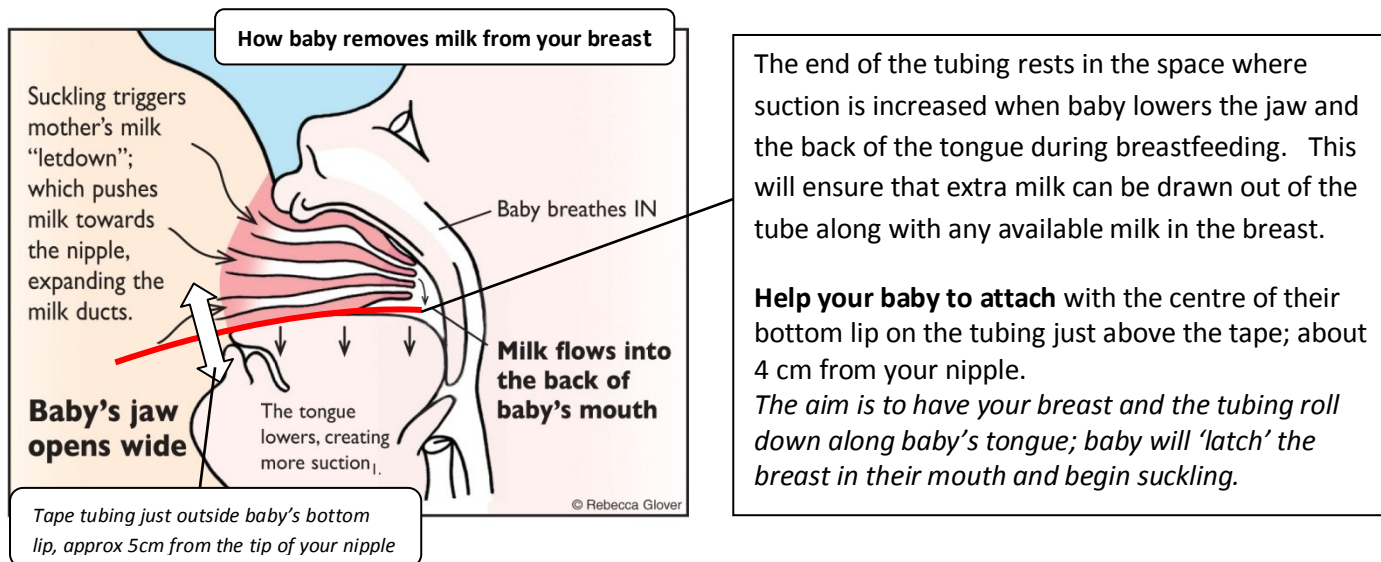 How baby removes milk from your breast
Suckling triggers
mother's milk
"letdown";
which pushes
milk towards
the nipple,
expanding the
milk ducts.
Baby breathes IN
Milk flows into
the back of
baby's mouth
Baby's jaw
opens wide
The tongue
lowers, creating
more suction1.
© Rebecca Glover
Tape tubing just outside baby's bottom
lip, approx 5cm from the tip of your nipple
The end of the tubing rests in the space where
suction is increased when baby lowers the jaw and
the back of the tongue during breastfeeding. This
will ensure that extra milk can be drawn out of the
tube along with any available milk in the breast.
Help your baby to attach with the centre of their
bottom lip on the tubing just above the tape; about
4 cm from your nipple.
The aim is to have your breast and the tubing roll
down along baby's tongue; baby will 'latch' the
breast in their mouth and begin suckling.